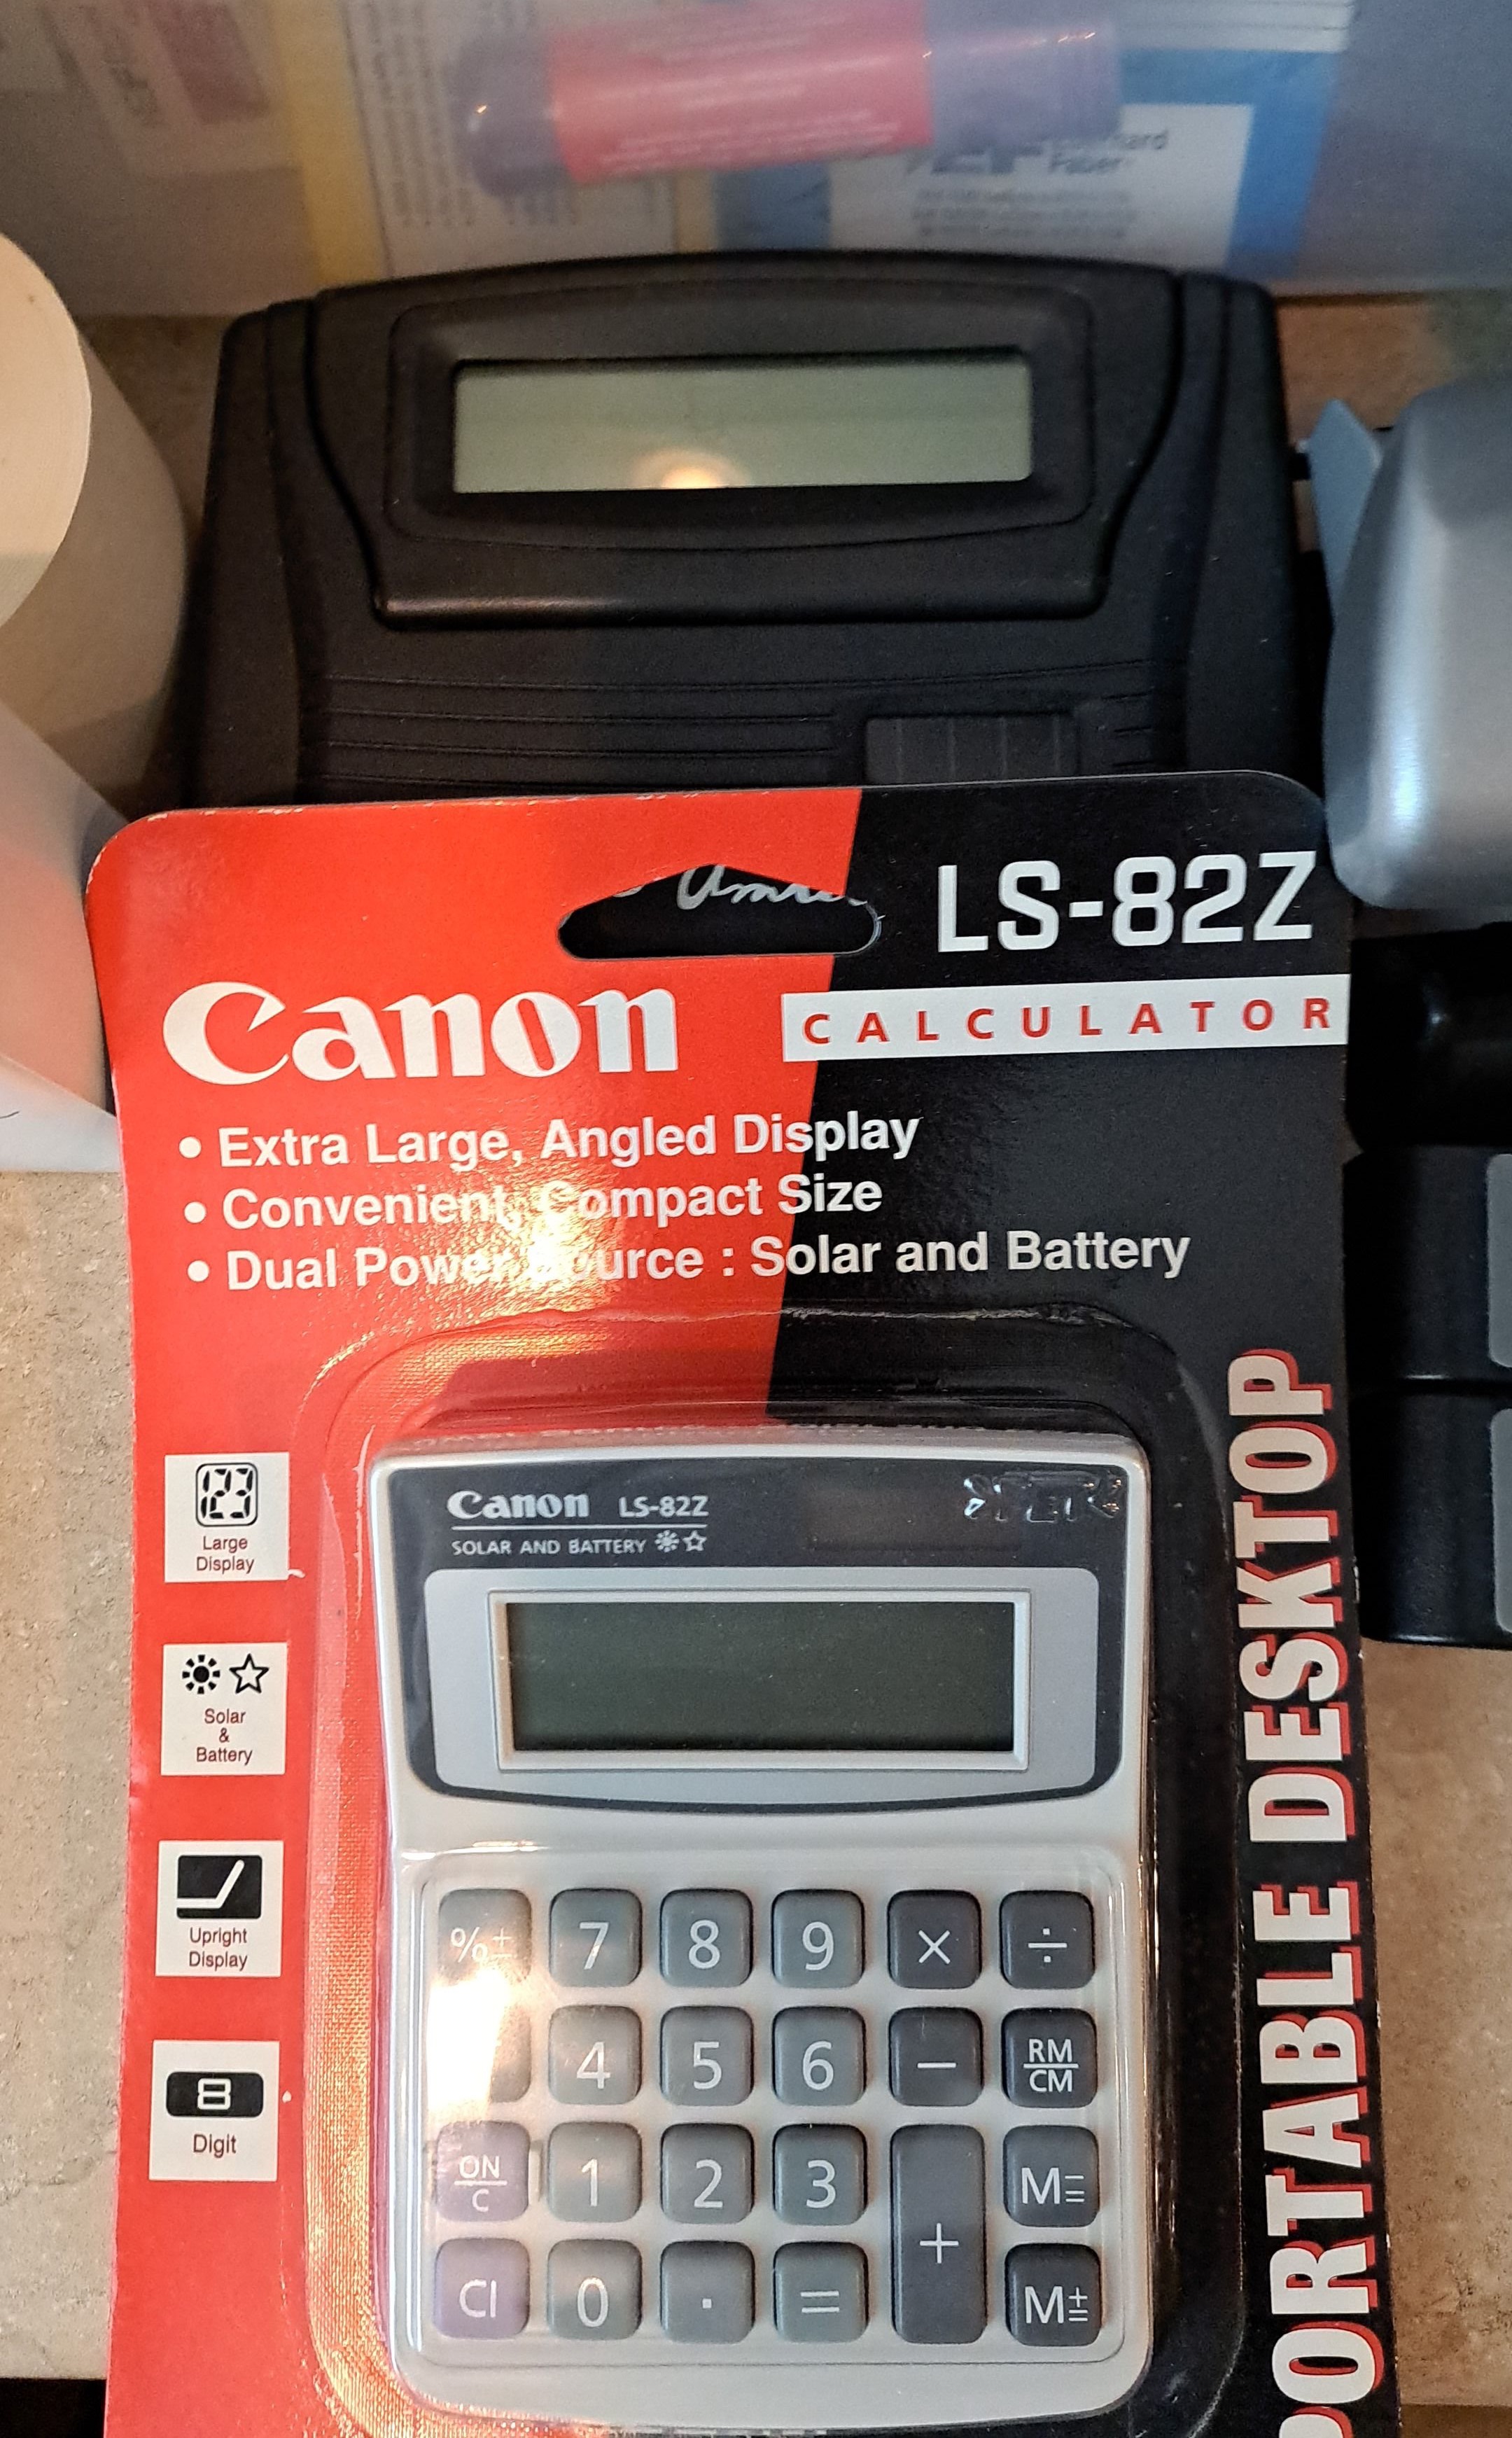 Faber
LS-82Z
Canon
CALCULATOR
• Extra Large, Angled Display
• Convenient, Compact Size
• Dual Power Source : Solar and Battery
123
Large
Display
Solar
&
Battery
Upright
Display
8
Digit
Canon LS-82Z
SOLAR AND BATTERY
%± 7 8 9 × ÷
4 5 6 − RM/CM
ON/C 1 2 3 + M=
CI 0 . = M±
PORTABLE DESKTOP